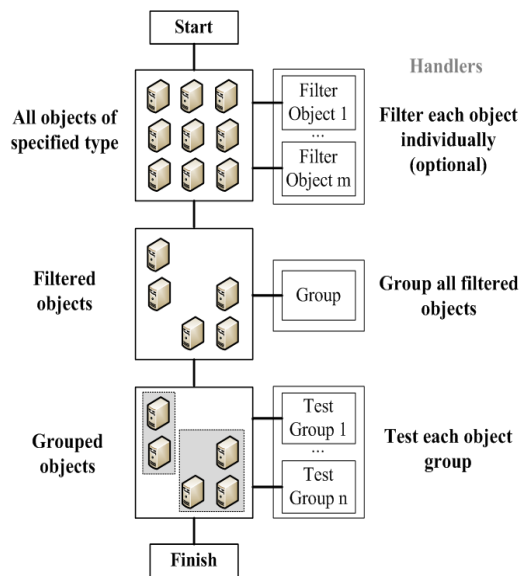 Start
Handlers
All objects of
specified type
Filter
Object 1
...
Filter
Object m
Filter each object
individually
(optional)
Filtered
objects
Group
Group all filtered
objects
Grouped
objects
Test
Group 1
...
Test
Group n
Test each object
group
Finish